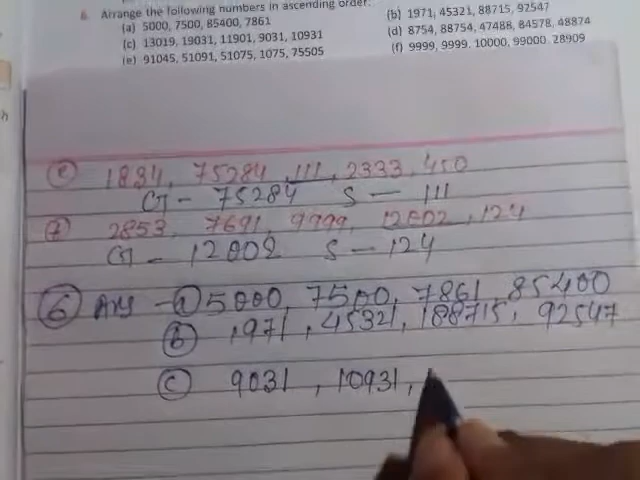 6. Arrange the following numbers in ascending order:
(a) 5000, 7500, 85400, 7861
(b) 1971, 45321, 88715, 92547
(c) 13019, 19031, 11901, 9031, 10931
(d) 8754, 88754, 47488, 84578, 48874
(e) 91045, 51091, 51075, 1075, 75505
(f) 9999, 9999. 10000, 99000. 28909
(e) 1834, 75284, 111, 2333, 450
G - 75284 S - 111
(f) 2853, 7691, 9999, 12002, 124
G - 12002 S - 124
(6) Ans - (a) 5000, 7500, 7861, 85400
(b) 1971, 45321, 188715, 92547
(c) 9031, 10931,